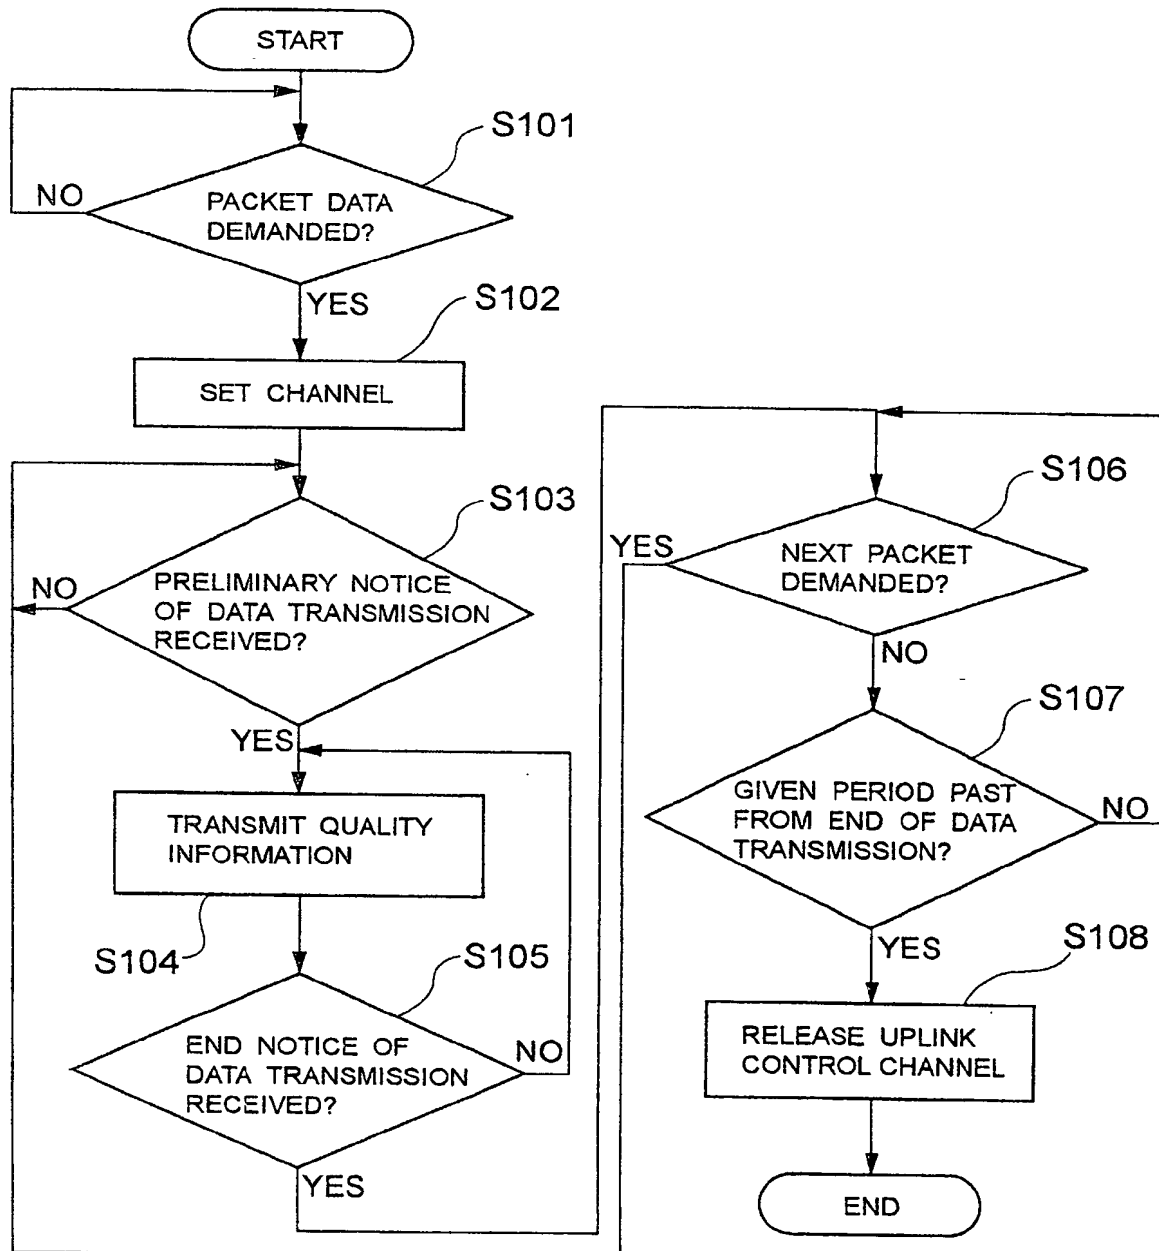 START
S101
NO
PACKET DATA
DEMANDED?
YES
S102
SET CHANNEL
S103
NO
PRELIMINARY NOTICE
OF DATA TRANSMISSION
RECEIVED?
YES
TRANSMIT QUALITY
INFORMATION
S104
S105
END NOTICE OF
DATA TRANSMISSION
RECEIVED?
NO
YES
S106
YES
NEXT PACKET
DEMANDED?
NO
S107
GIVEN PERIOD PAST
FROM END OF DATA
TRANSMISSION?
NO
YES
S108
RELEASE UPLINK
CONTROL CHANNEL
END